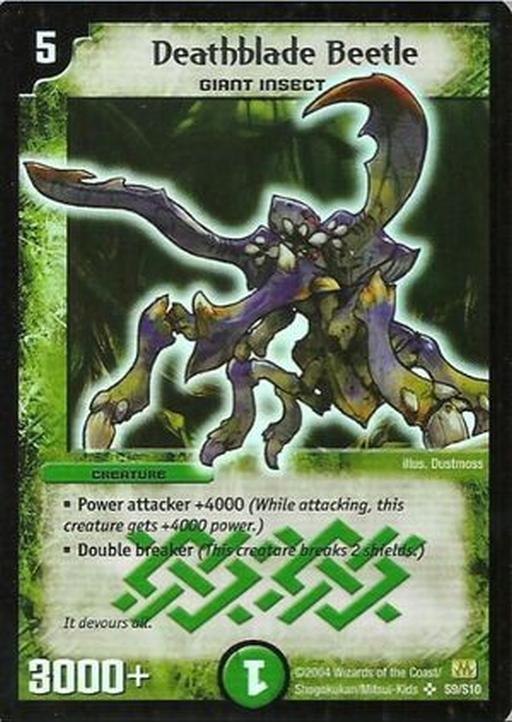 5
Deathblade Beetle
GIANT INSECT
illus. Dustmoss
CREATURE
▪ Power attacker +4000 (While attacking, this
creature gets +4000 power.)
▪ Double breaker (This creature breaks 2 shields.)
It devours all.
3000+
1
©2004 Wizards of the Coast/
Shogakukan/Mitsui-Kids S9/S10